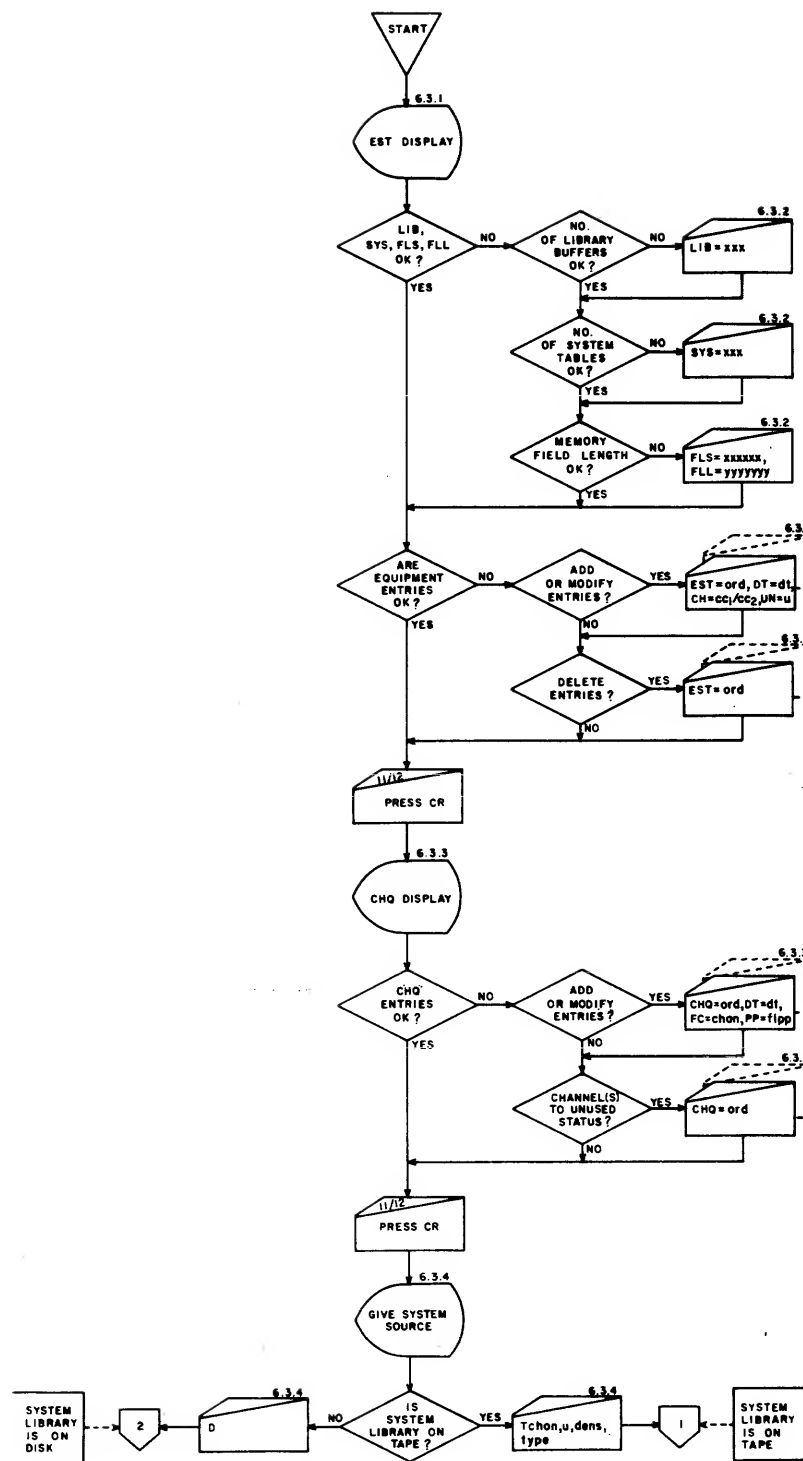 START
6.3.1
EST DISPLAY
LIB,
SYS, FLS, FLL
OK?
NO
YES
NO.
OF LIBRARY
BUFFERS
OK?
NO
YES
6.3.2
LIB=xxx
NO.
OF SYSTEM
TABLES
OK?
NO
YES
6.3.2
SYS=xxx
MEMORY
FIELD LENGTH
OK?
NO
YES
6.3.2
FLS=xxxxxx,
FLL=yyyyyyy
ARE
EQUIPMENT
ENTRIES
OK?
NO
YES
ADD
OR MODIFY
ENTRIES?
YES
NO
EST=ord, DT=dt,
CH=cc1/cc2,UN=u
DELETE
ENTRIES?
YES
NO
EST=ord
11/12
PRESS CR
6.3.3
CHQ DISPLAY
CHQ
ENTRIES
OK?
NO
YES
ADD
OR MODIFY
ENTRIES?
YES
NO
CHQ=ord,DT=dt,
FC=chon,PP=flpp
CHANNEL(S)
TO UNUSED
STATUS?
YES
NO
CHQ=ord
11/12
PRESS CR
6.3.4
GIVE SYSTEM
SOURCE
SYSTEM
LIBRARY
IS ON
DISK
2
6.3.4
D
NO
IS
SYSTEM
LIBRARY ON
TAPE?
YES
6.3.4
Tchon,u,dens,
type
1
SYSTEM
LIBRARY
IS ON
TAPE